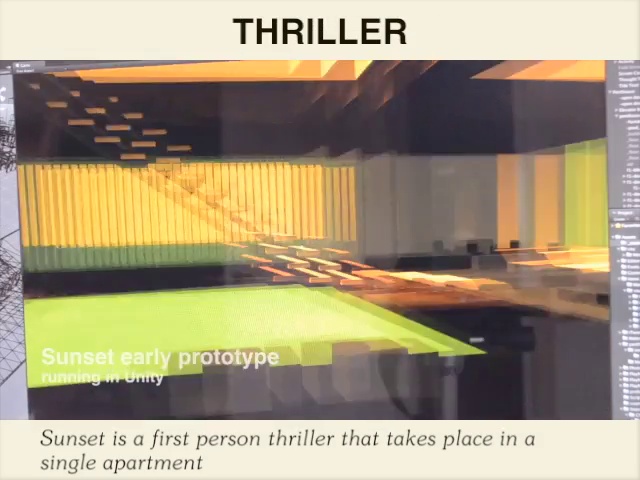 THRILLER
Sunset early prototype
running in Unity
Sunset is a first person thriller that takes place in a
single apartment